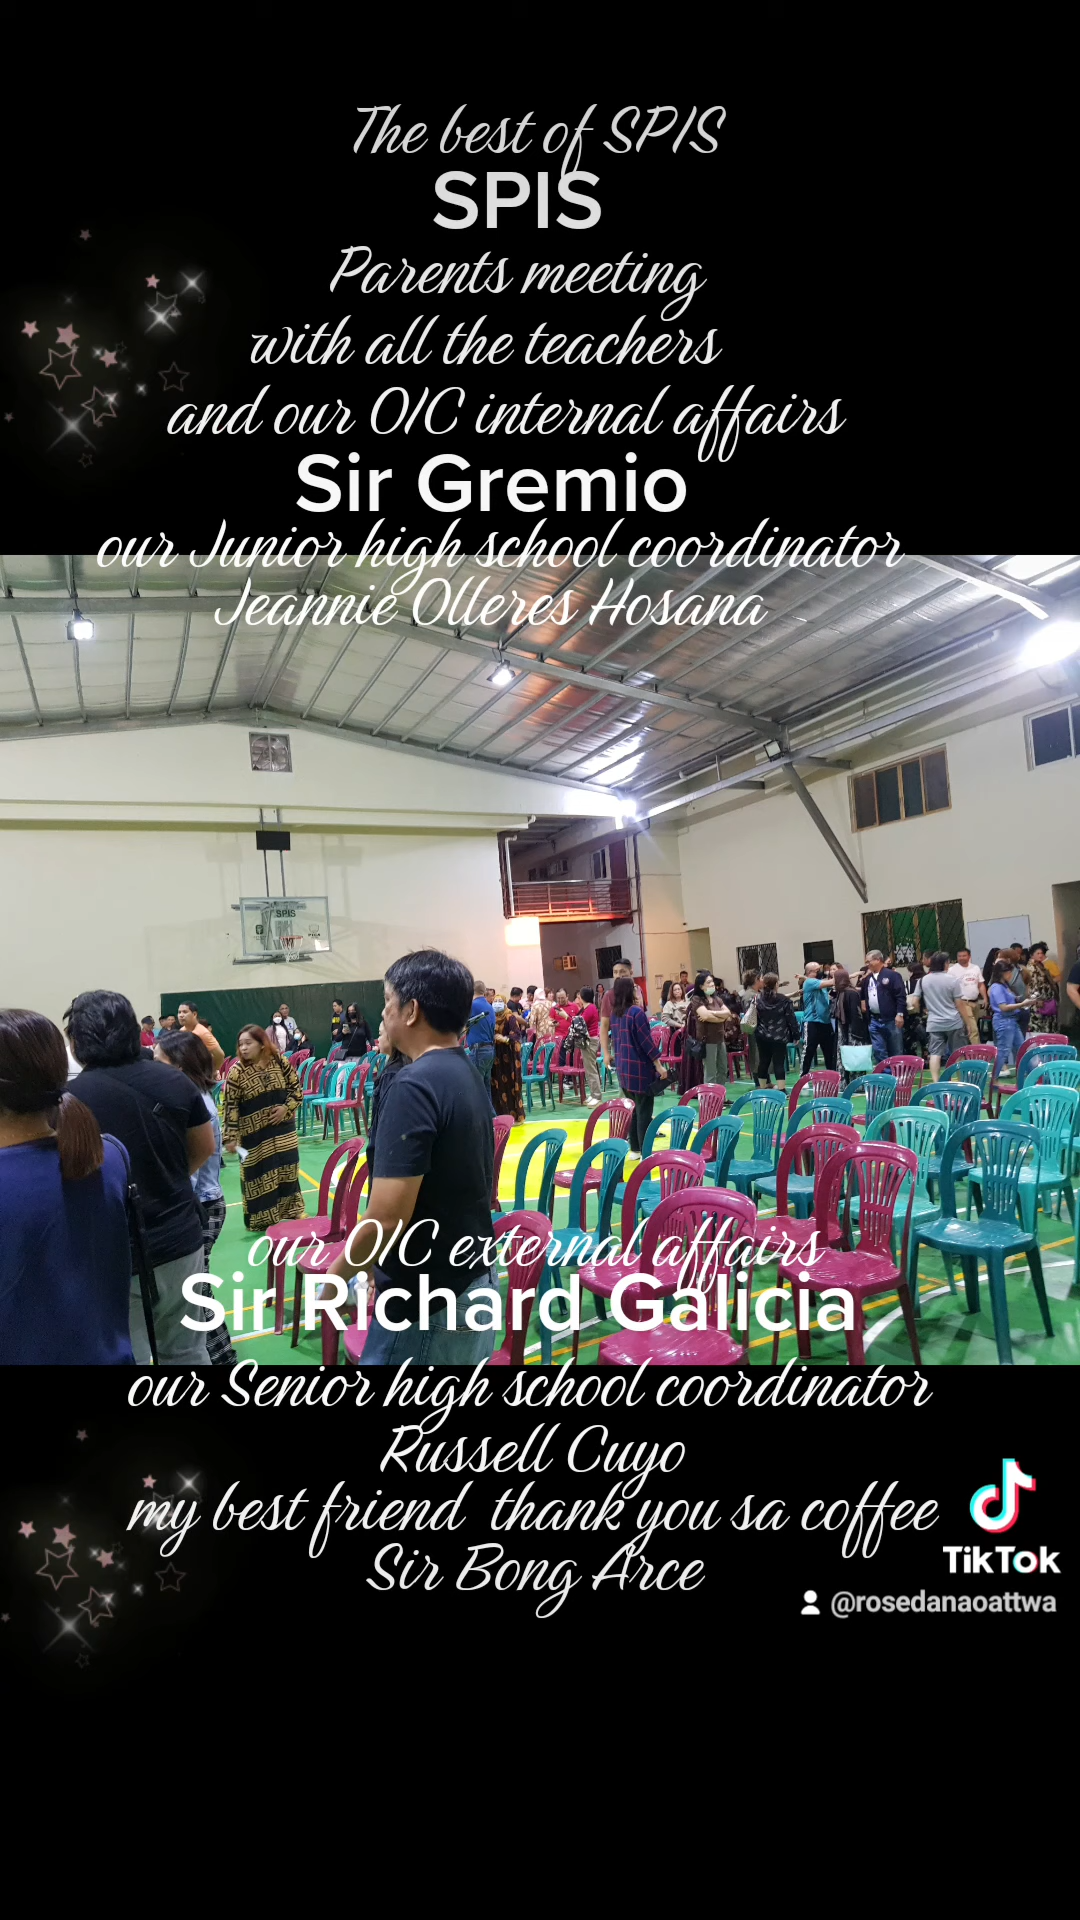 The best of SPIS
SPIS
Parents meeting
with all the teachers
and our OIC internal affairs
Sir Gremio
our Junior high school coordinator
Jeannie Olleres Hosana
SPIS
our OIC external affairs
Sir Richard Galicia
our Senior high school coordinator
Russell Cuyo
my best friend thank you sa coffee
Sir Bong Arce
TikTok
@rosedanaoattwa